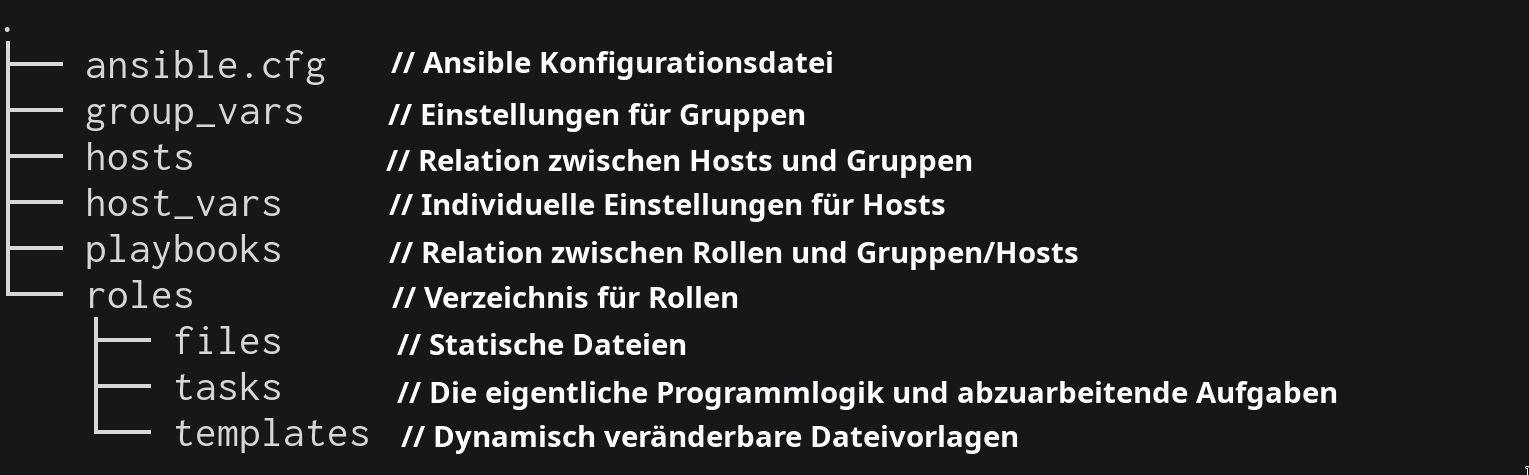 .
├── ansible.cfg // Ansible Konfigurationsdatei
├── group_vars // Einstellungen für Gruppen
├── hosts // Relation zwischen Hosts und Gruppen
├── host_vars // Individuelle Einstellungen für Hosts
├── playbooks // Relation zwischen Rollen und Gruppen/Hosts
└── roles // Verzeichnis für Rollen
    ├── files // Statische Dateien
    ├── tasks // Die eigentliche Programmlogik und abzuarbeitende Aufgaben
    └── templates // Dynamisch veränderbare Dateivorlagen